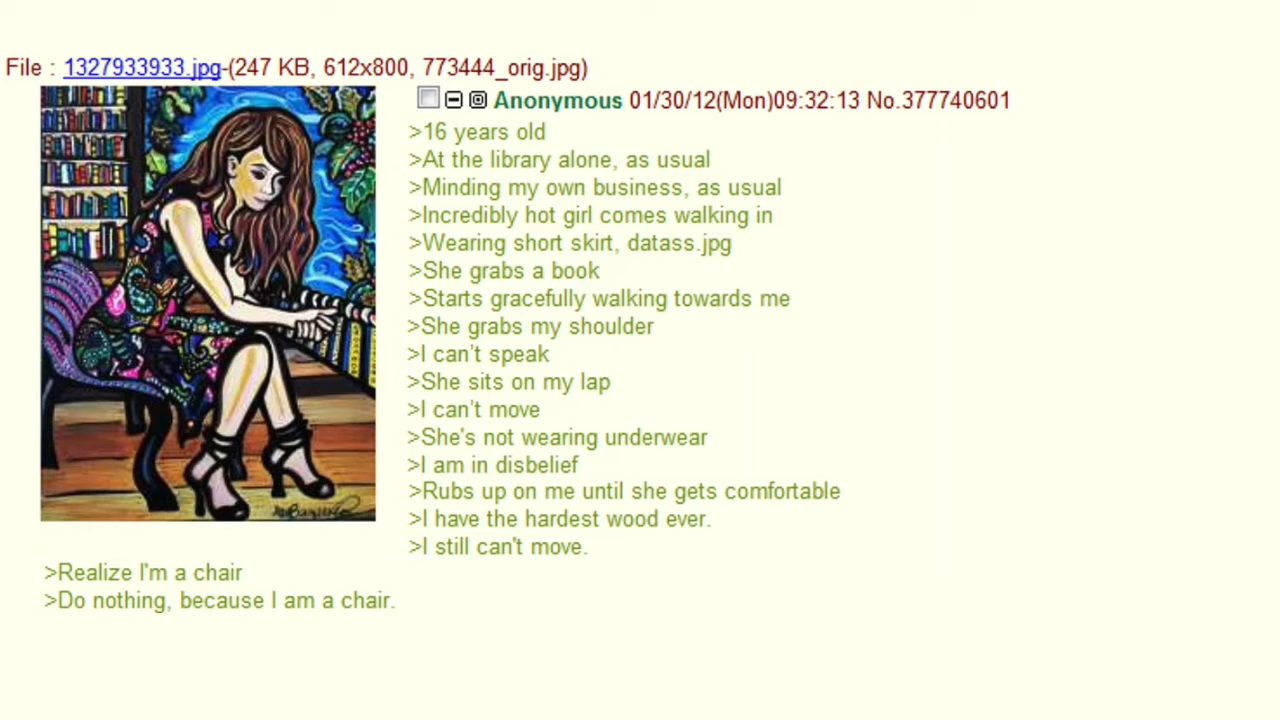 File : 1327933933.jpg-(247 KB, 612x800, 773444_orig.jpg)
Anonymous 01/30/12(Mon)09:32:13 No.377740601
>16 years old
>At the library alone, as usual
>Minding my own business, as usual
>Incredibly hot girl comes walking in
>Wearing short skirt, datass.jpg
>She grabs a book
>Starts gracefully walking towards me
>She grabs my shoulder
>I can't speak
>She sits on my lap
>I can't move
>She's not wearing underwear
>I am in disbelief
>Rubs up on me until she gets comfortable
>I have the hardest wood ever.
>I still can't move.
>Realize I'm a chair
>Do nothing, because I am a chair.